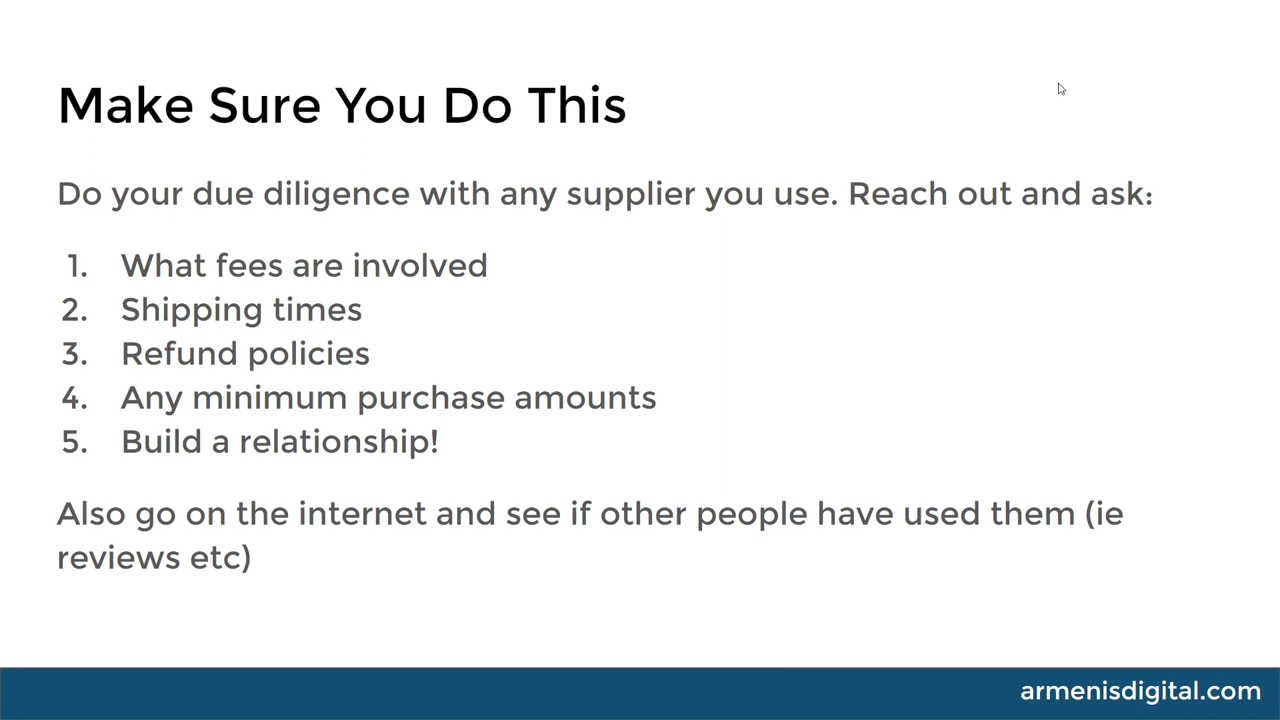 Make Sure You Do This
Do your due diligence with any supplier you use. Reach out and ask:
1. What fees are involved
2. Shipping times
3. Refund policies
4. Any minimum purchase amounts
5. Build a relationship!
Also go on the internet and see if other people have used them (ie
reviews etc)
armenisdigital.com